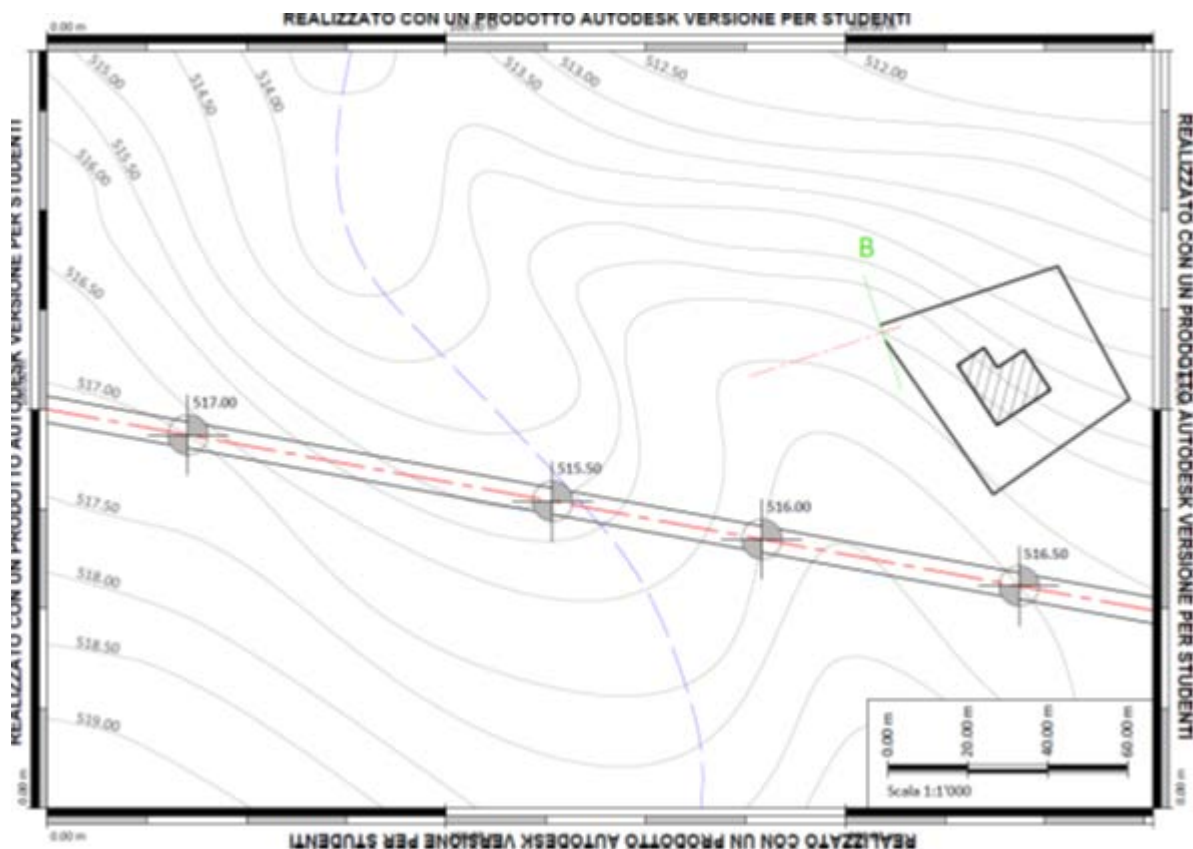 REALIZZATO CON UN PRODOTTO AUTODESK VERSIONE PER STUDENTI
0.00 m
515.00
514.50
514.00
513.50
513.00
512.50
512.00
515.50
516.00
516.50
B
517.00
517.00
515.50
516.00
516.50
517.50
518.00
518.50
519.00
0.00 m
20.00 m
40.00 m
60.00 m
Scala 1:1'000
REALIZZATO CON UN PRODOTTO AUTODESK VERSIONE PER STUDENTI
REALIZZATO CON UN PRODOTTO AUTODESK VERSIONE PER STUDENTI
0.00 m
0.00 m
0.00 m
REALIZZATO CON UN PRODOTTO AUTODESK VERSIONE PER STUDENTI